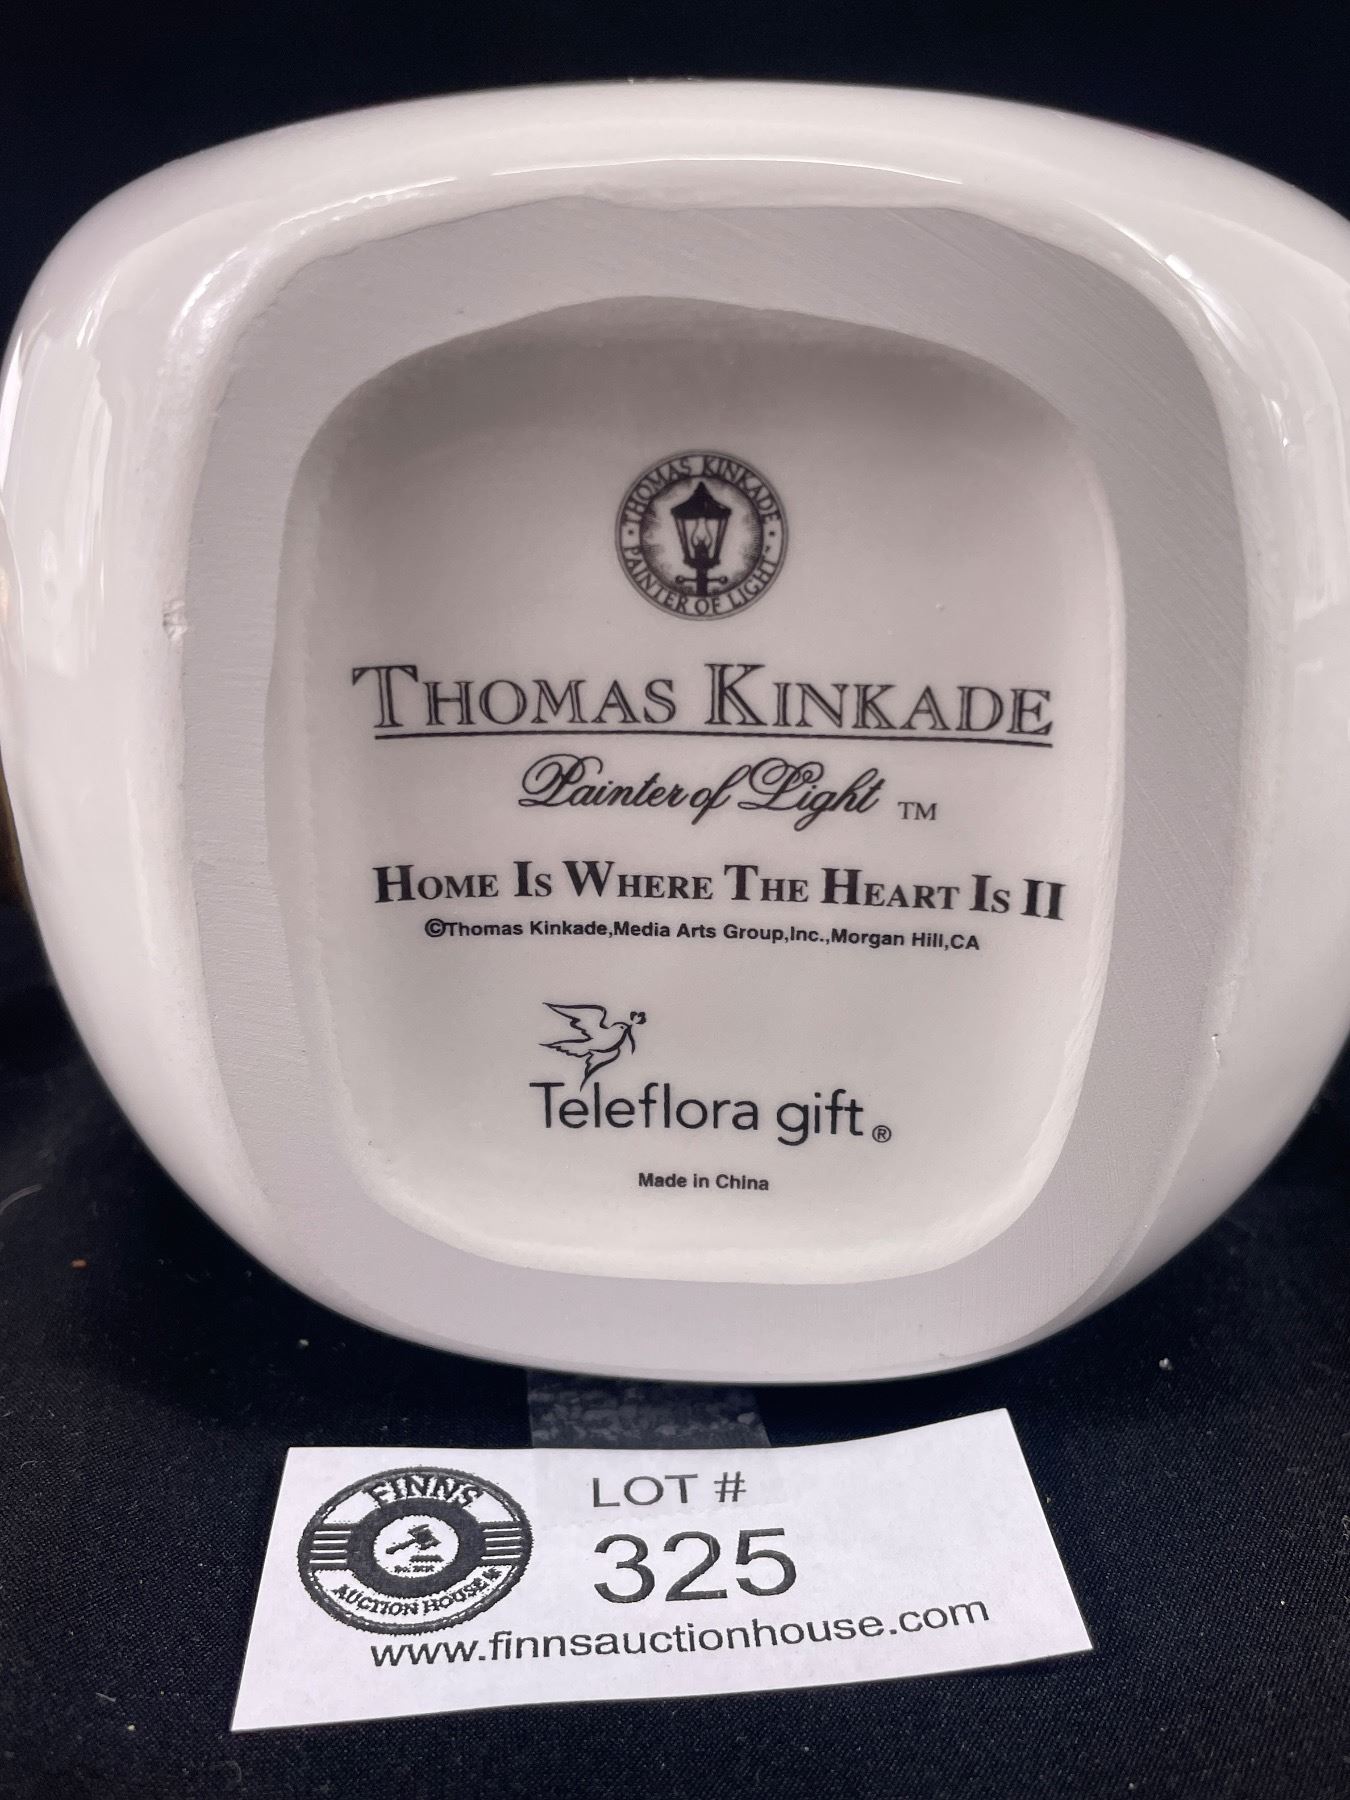 THOMAS KINKADE
PAINTER OF LIGHT™
THOMAS KINKADE
Painter of Light ™
HOME IS WHERE THE HEART IS II
©Thomas Kinkade,Media Arts Group,Inc.,Morgan Hill,CA
Teleflora gift®
Made in China
FINNS
AUCTION HOUSE
LOT #
325
www.finnsauctionhouse.com